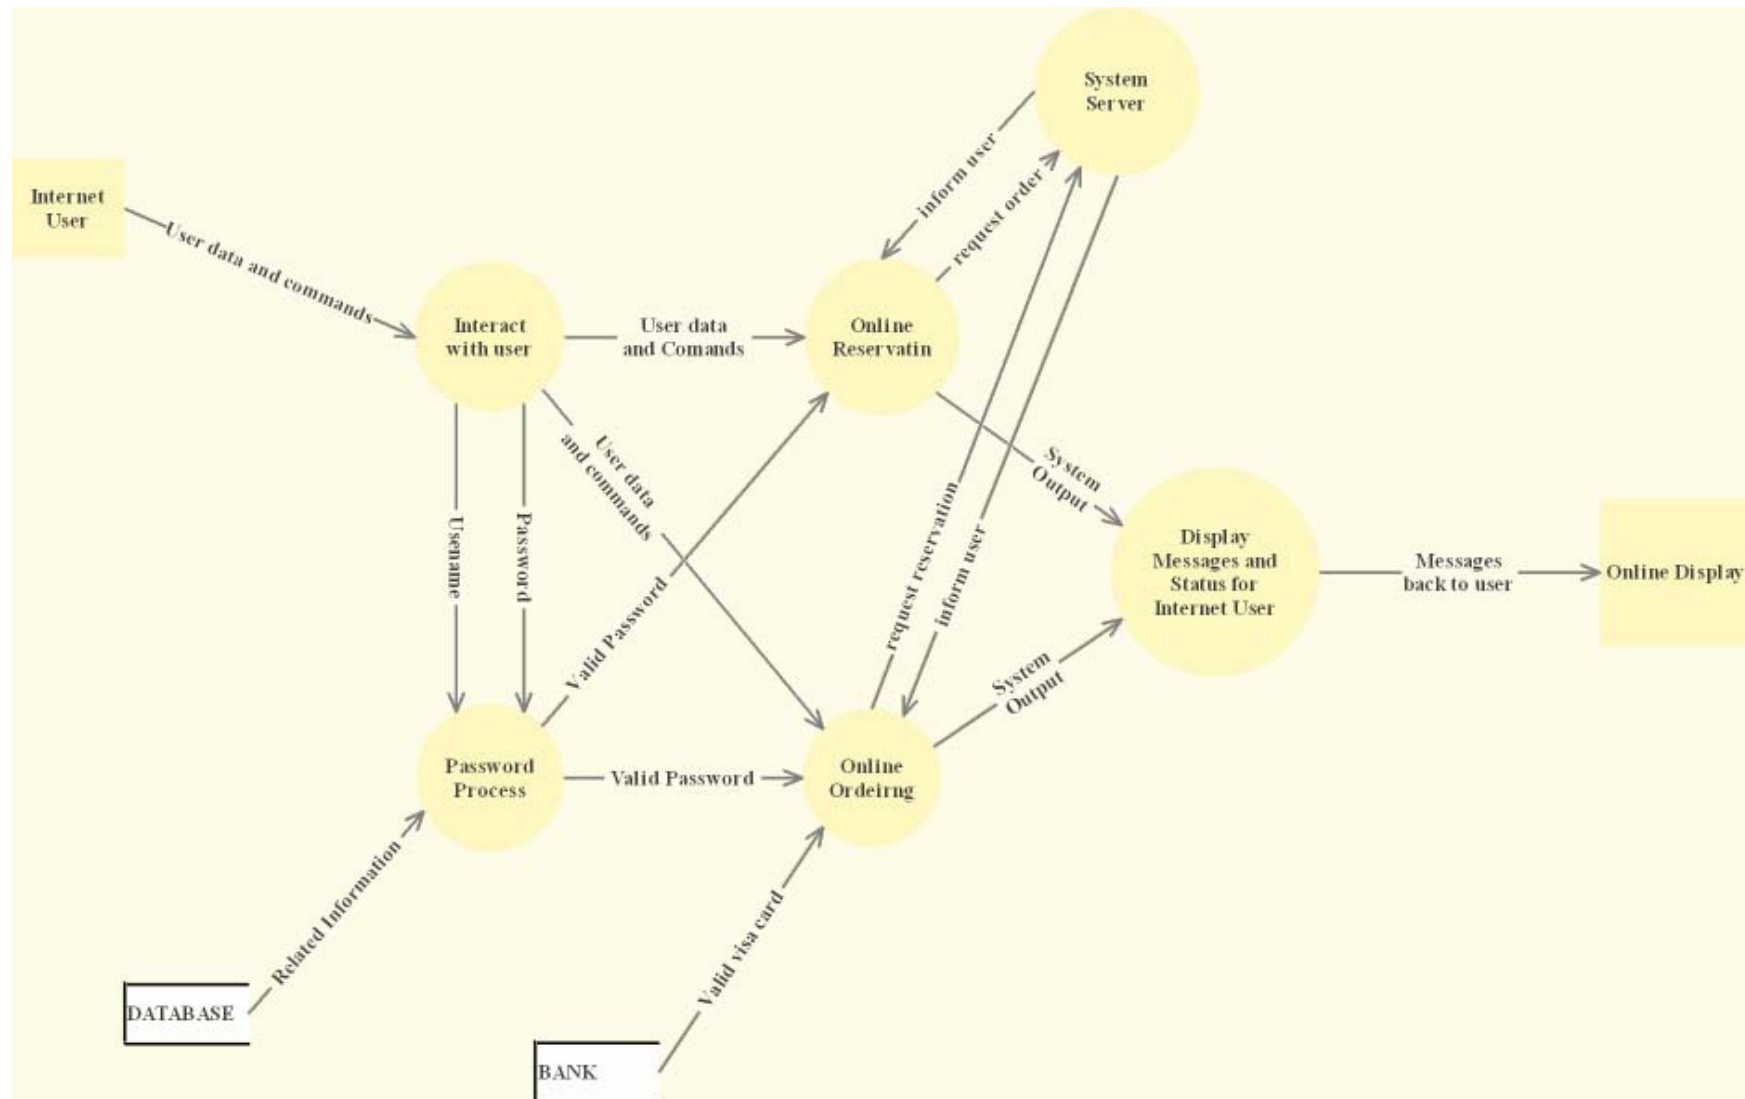 System
Server
Internet
User
inform user
request order
User data and commands
Interact
with user
User data
and Comands
Online
Reservatin
User data
and commands
System
Output
Usename
Password
request reservation
inform user
Display
Messages and
Status for
Internet User
Messages
back to user
Online Display
Valid Password
System
Output
Password
Process
Valid Password
Online
Ordeirng
Related Information
Valid visa card
DATABASE
BANK